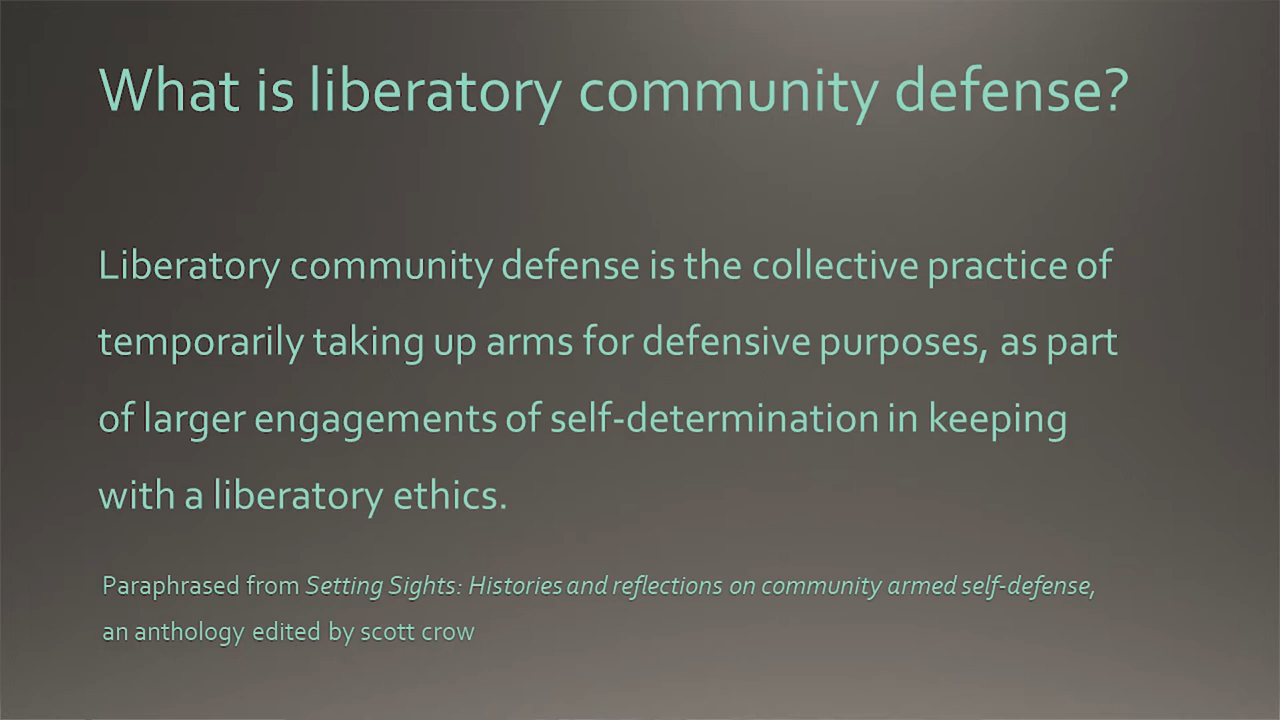 What is liberatory community defense?
Liberatory community defense is the collective practice of
temporarily taking up arms for defensive purposes, as part
of larger engagements of self-determination in keeping
with a liberatory ethics.
Paraphrased from Setting Sights: Histories and reflections on community armed self-defense,
an anthology edited by scott crow